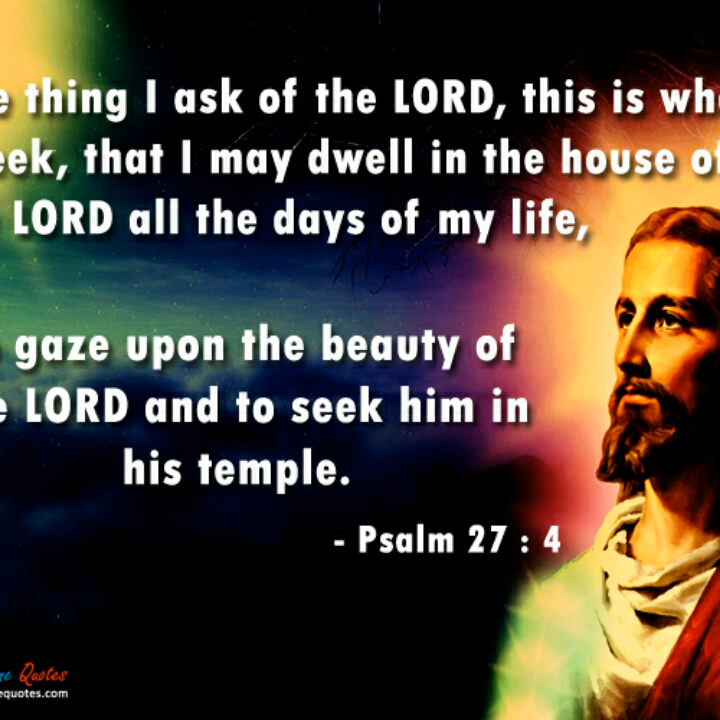 thing I ask of the LORD, this is
that I may dwell in the house of
LORD all the days of my life,
gaze upon the beauty of
LORD and to seek him in
his temple.
- Psalm 27 : 4
Quotes
equotes.com